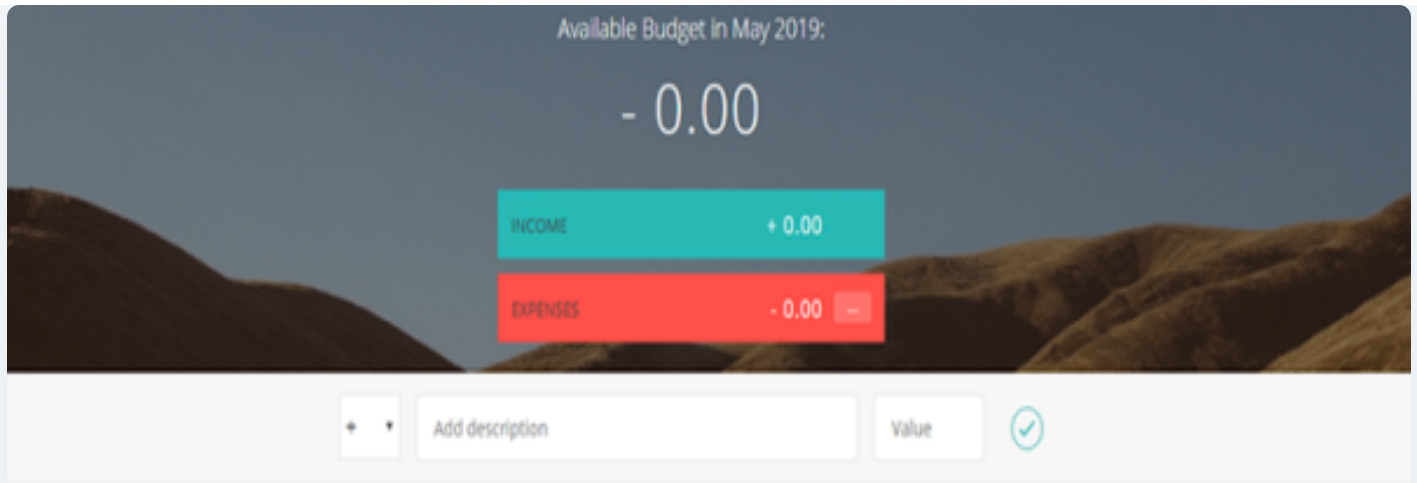 Available Budget in May 2019:
- 0.00
INCOME + 0.00
EXPENSES - 0.00 --
+ ▾ Add description Value